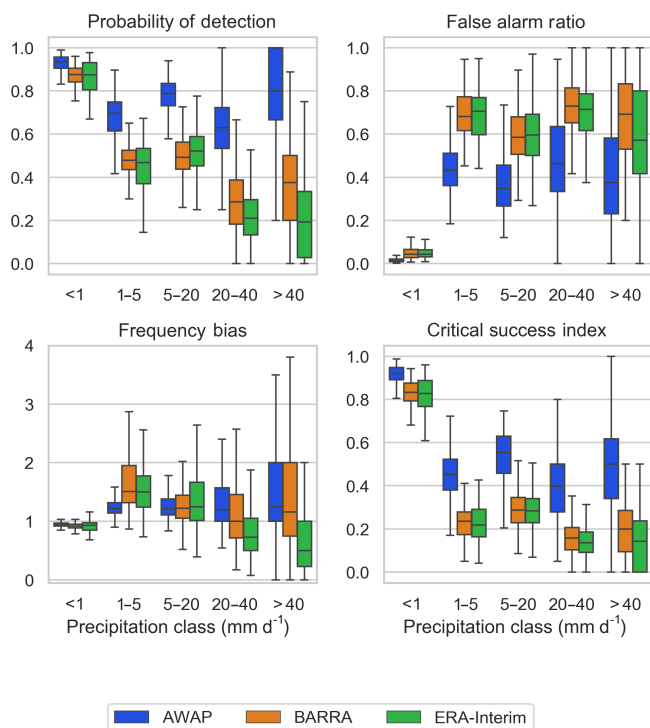 Probability of detection
False alarm ratio
1.0
0.8
0.6
0.4
0.2
0.0
<1 1–5 5–20 20–40 >40
1.0
0.8
0.6
0.4
0.2
0.0
<1 1–5 5–20 20–40 >40
Frequency bias
Critical success index
4
3
2
1
0
<1 1–5 5–20 20–40 >40
Precipitation class (mm d⁻¹)
1.0
0.8
0.6
0.4
0.2
0.0
<1 1–5 5–20 20–40 >40
Precipitation class (mm d⁻¹)
AWAP BARRA ERA-Interim